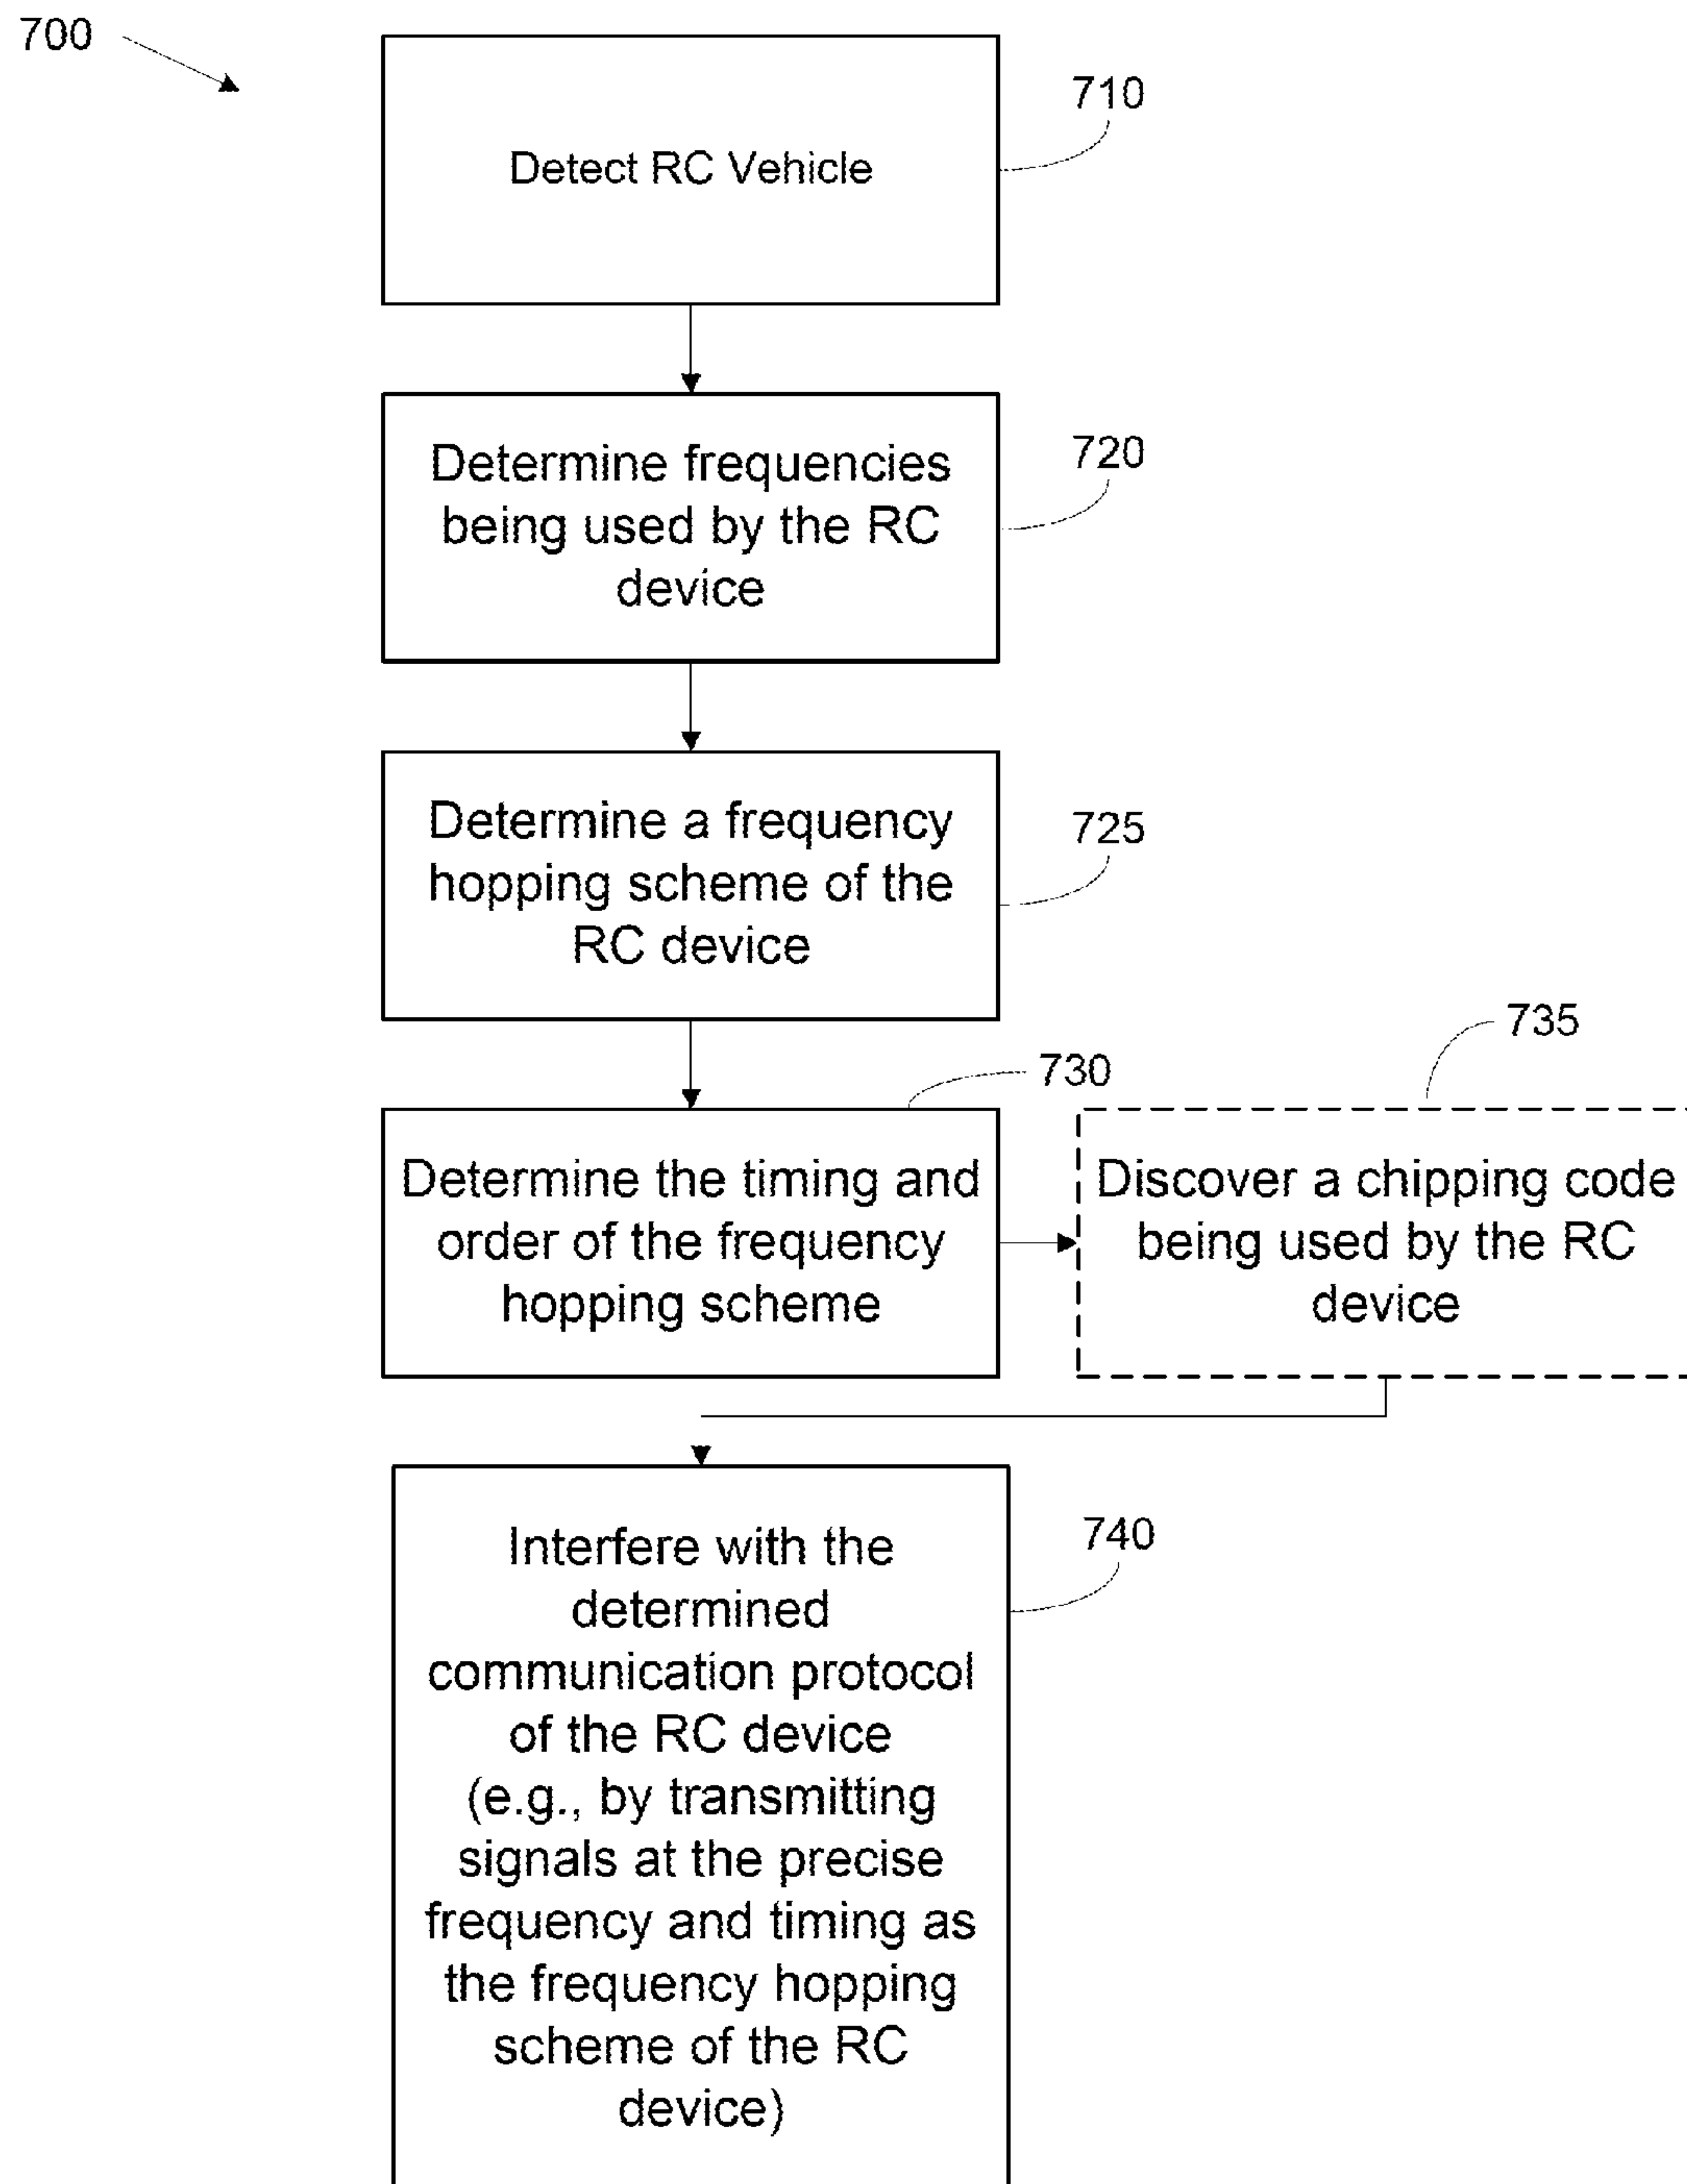 700
710
Detect RC Vehicle
720
Determine frequencies
being used by the RC
device
725
Determine a frequency
hopping scheme of the
RC device
735
730
Determine the timing and
order of the frequency
hopping scheme
Discover a chipping code
being used by the RC
device
740
Interfere with the
determined
communication protocol
of the RC device
(e.g., by transmitting
signals at the precise
frequency and timing as
the frequency hopping
scheme of the RC
device)